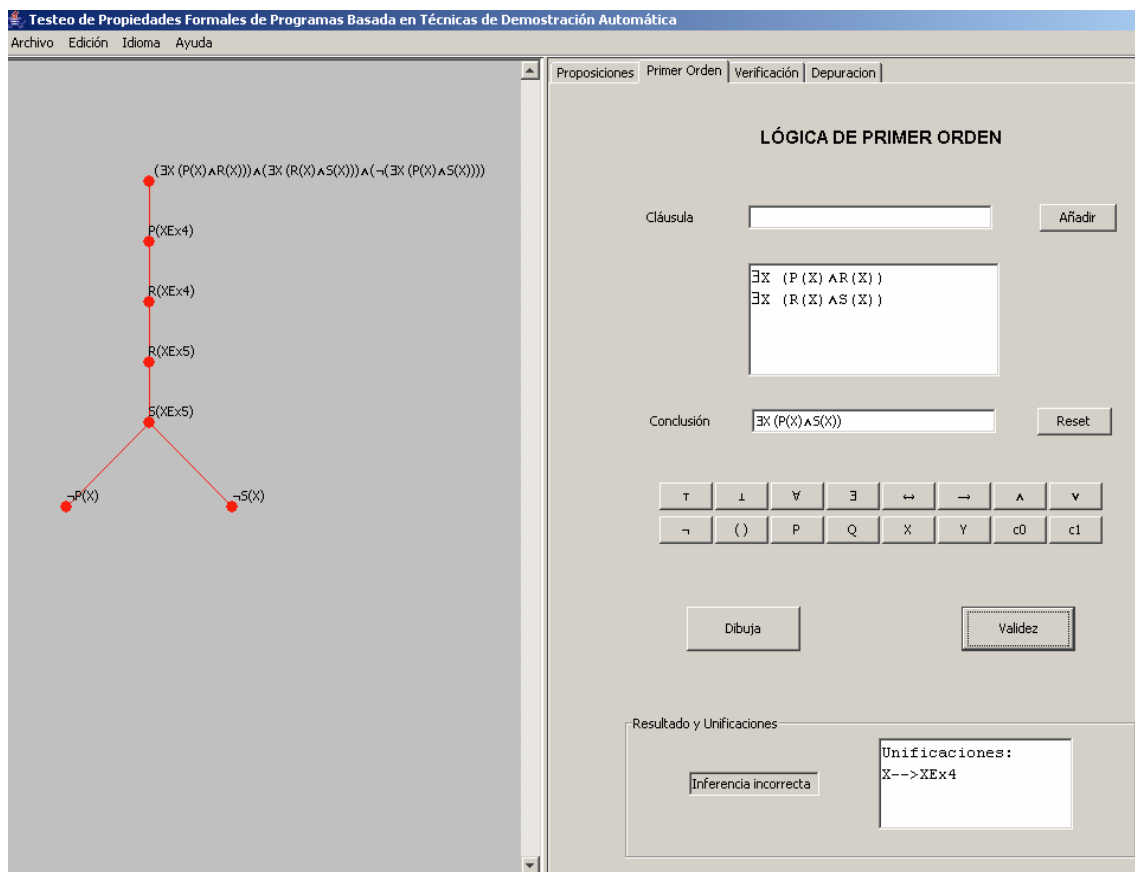 Testeo de Propiedades Formales de Programas Basada en Técnicas de Demostración Automática
Archivo Edición Idioma Ayuda
(∃X (P(X)∧R(X)))∧(∃X (R(X)∧S(X)))∧(¬(∃X (P(X)∧S(X))))
P(XEx4)
R(XEx4)
R(XEx5)
S(XEx5)
¬P(X) ¬S(X)
Proposiciones Primer Orden Verificación Depuracion
LÓGICA DE PRIMER ORDEN
Cláusula Añadir
∃X (P(X)∧R(X))
∃X (R(X)∧S(X))
Conclusión ∃X (P(X)∧S(X)) Reset
⊤ ⊥ ∀ ∃ ↔ → ∧ ∨
¬ () P Q X Y c0 c1
Dibuja Validez
Resultado y Unificaciones
Inferencia incorrecta
Unificaciones:
X-->XEx4